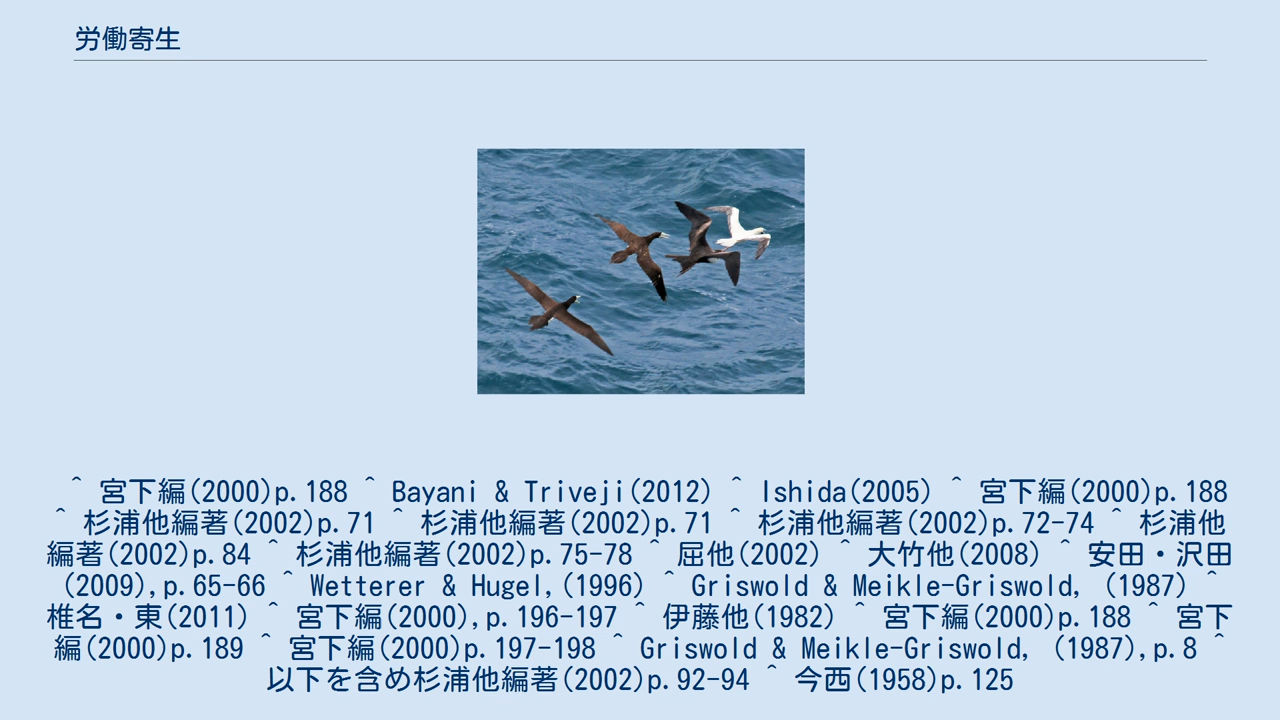 労働寄生
^ 宮下編(2000)p.188 ^ Bayani & Triveji(2012) ^ Ishida(2005) ^ 宮下編(2000)p.188
^ 杉浦他編著(2002)p.71 ^ 杉浦他編著(2002)p.71 ^ 杉浦他編著(2002)p.72-74 ^ 杉浦他
編著(2002)p.84 ^ 杉浦他編著(2002)p.75-78 ^ 屈他(2002) ^ 大竹他(2008) ^ 安田・沢田
(2009),p.65-66 ^ Wetterer & Hugel,(1996) ^ Griswold & Meikle-Griswold, (1987) ^
椎名・東(2011) ^ 宮下編(2000),p.196-197 ^ 伊藤他(1982) ^ 宮下編(2000)p.188 ^ 宮下
編(2000)p.189 ^ 宮下編(2000)p.197-198 ^ Griswold & Meikle-Griswold, (1987),p.8 ^
以下を含め杉浦他編著(2002)p.92-94 ^ 今西(1958)p.125